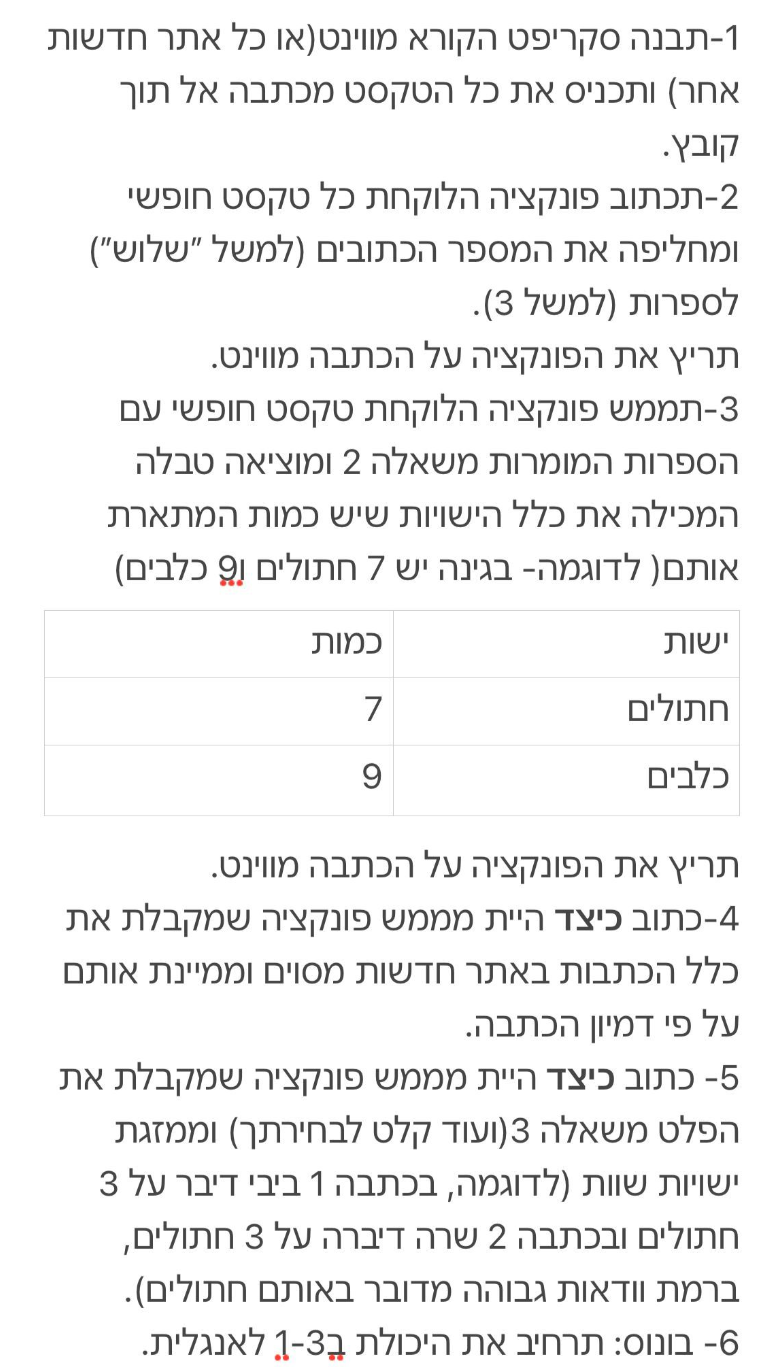 1-תבנה סקריפט הקורא מווינט(או כל אתר חדשות
אחר) ותכניס את כל הטקסט מכתבה אל תוך
קובץ.
2-תכתוב פונקציה הלוקחת כל טקסט חופשי
ומחליפה את המספר הכתובים (למשל "שלוש")
לספרות (למשל 3).
תריץ את הפונקציה על הכתבה מווינט.
3-תממש פונקציה הלוקחת טקסט חופשי עם
הספרות המומרות משאלה 2 ומוציאה טבלה
המכילה את כלל הישויות שיש כמות המתארת
אותם( לדוגמה- בגינה יש 7 חתולים ו9 כלבים)
ישות כמות
חתולים 7
כלבים 9
תריץ את הפונקציה על הכתבה מווינט.
4-כתוב כיצד היית מממש פונקציה שמקבלת את
כלל הכתבות באתר חדשות מסוים וממיינת אותם
על פי דמיון הכתבה.
5- כתוב כיצד היית מממש פונקציה שמקבלת את
הפלט משאלה 3(ועוד קלט לבחירתך) וממזגת
ישויות שוות (לדוגמה, בכתבה 1 ביבי דיבר על 3
חתולים ובכתבה 2 שרה דיברה על 3 חתולים,
ברמת וודאות גבוהה מדובר באותם חתולים).
6- בונוס: תרחיב את היכולת ב1-3 לאנגלית.